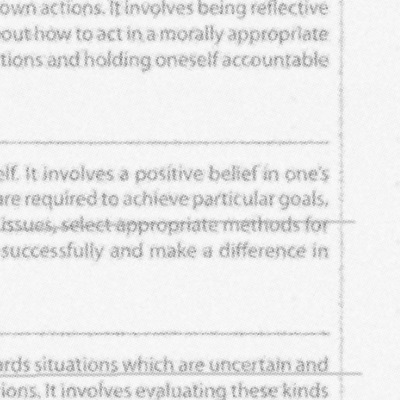 own actions. It involves being reflective
out how to act in a morally appropriate
tions and holding oneself accountable
elf. It involves a positive belief in one's
are required to achieve particular goals,
issues, select appropriate methods for
successfully and make a difference in
ards situations which are uncertain and
ions. It involves evaluating these kinds